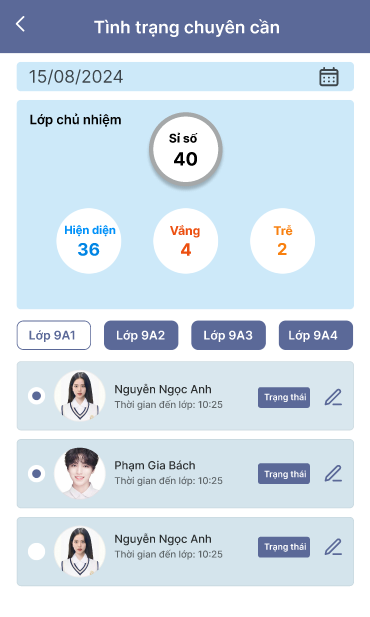 Tình trạng chuyên cần
15/08/2024
Lớp chủ nhiệm
Sỉ số
40
Hiện diện
36
Vắng
4
Trễ
2
Lớp 9A1
Lớp 9A2
Lớp 9A3
Lớp 9A4
Nguyễn Ngọc Anh
Thời gian đến lớp: 10:25
Trạng thái
Phạm Gia Bách
Thời gian đến lớp: 10:25
Trạng thái
Nguyễn Ngọc Anh
Thời gian đến lớp: 10:25
Trạng thái